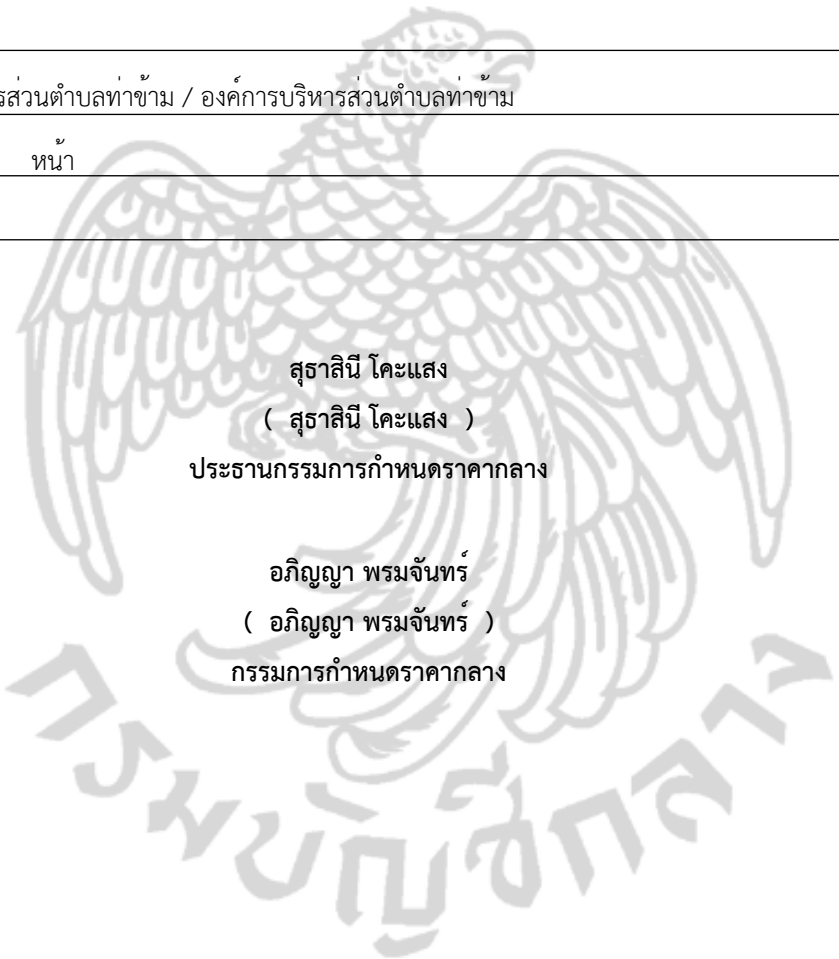 รส่วนตำบลท่าข้าม / องค์การบริหารส่วนตำบลท่าข้าม
หน้า
สุธาสินี โคะแสง
( สุธาสินี โคะแสง )
ประธานกรรมการกำหนดราคากลาง
อภิญญา พรมจันทร์
( อภิญญา พรมจันทร์ )
กรรมการกำหนดราคากลาง
กรมบัญชีกลาง